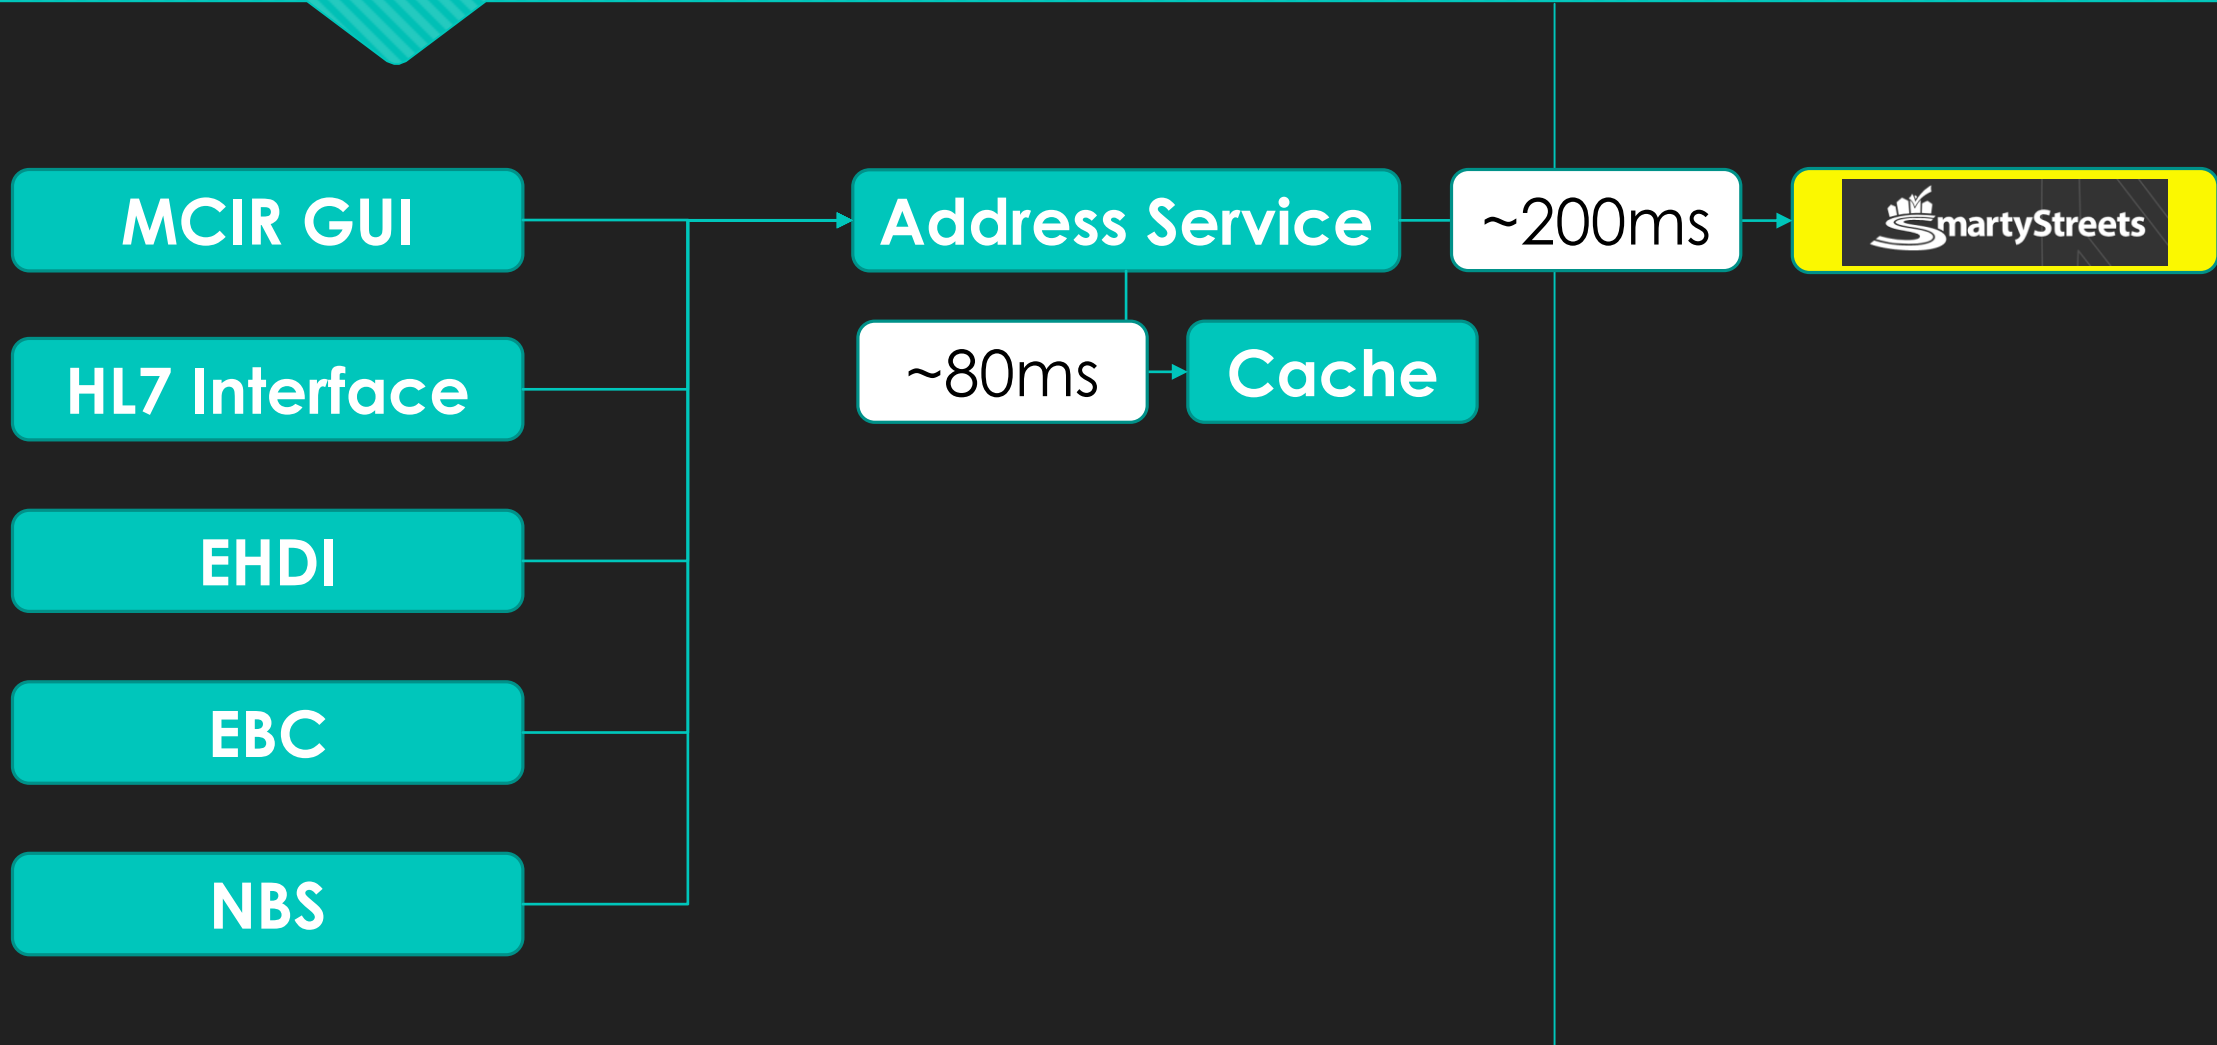 MCIR GUI
Address Service
~200ms
SmartyStreets
HL7 Interface
~80ms
Cache
EHDI
EBC
NBS